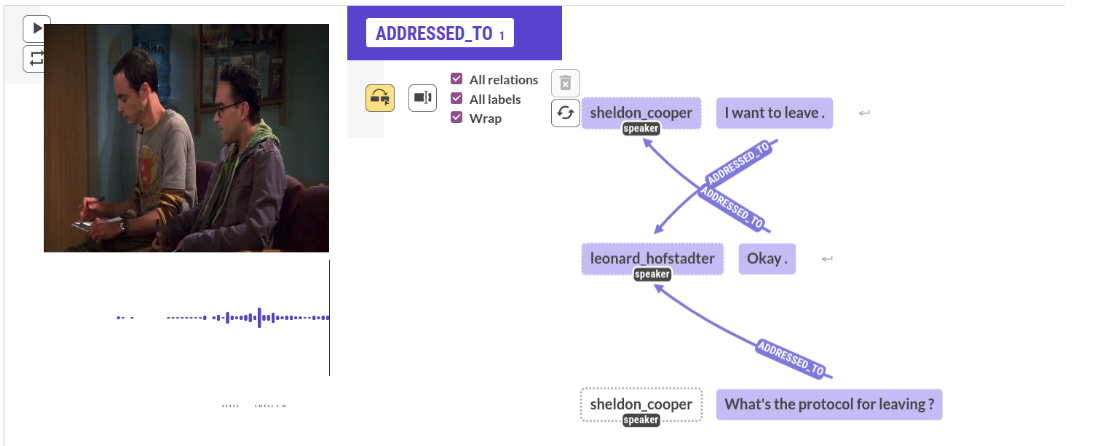 ADDRESSED_TO 1
All relations
All labels
Wrap
sheldon_cooper I want to leave .
speaker
ADDRESSED_TO
ADDRESSED_TO
leonard_hofstadter Okay .
speaker
ADDRESSED_TO
sheldon_cooper What's the protocol for leaving ?
speaker